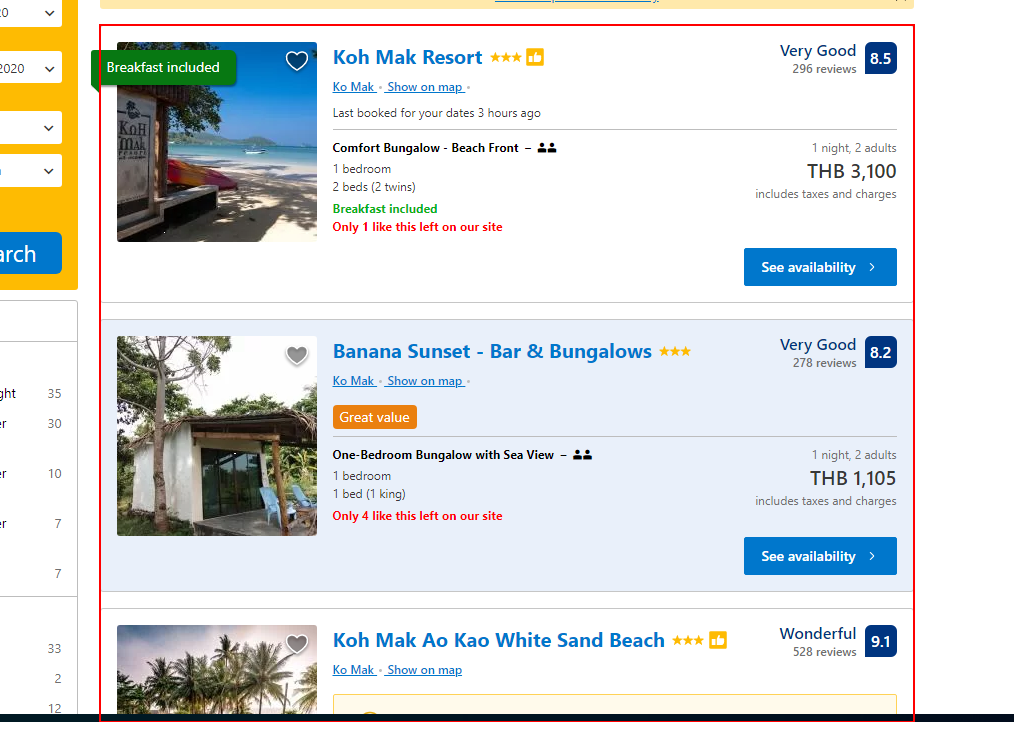 20
2020
arch
ght 35
er 30
er 10
er 7
7
33
2
12
Breakfast included
KOH
MaK
Koh Mak Resort
Ko Mak · Show on map ·
Last booked for your dates 3 hours ago
Very Good
296 reviews
8.5
Comfort Bungalow - Beach Front –
1 bedroom
2 beds (2 twins)
Breakfast included
Only 1 like this left on our site
1 night, 2 adults
THB 3,100
includes taxes and charges
See availability
Banana Sunset - Bar & Bungalows
Ko Mak · Show on map ·
Great value
Very Good
278 reviews
8.2
One-Bedroom Bungalow with Sea View –
1 bedroom
1 bed (1 king)
Only 4 like this left on our site
1 night, 2 adults
THB 1,105
includes taxes and charges
See availability
Koh Mak Ao Kao White Sand Beach
Ko Mak · Show on map
Wonderful
528 reviews
9.1